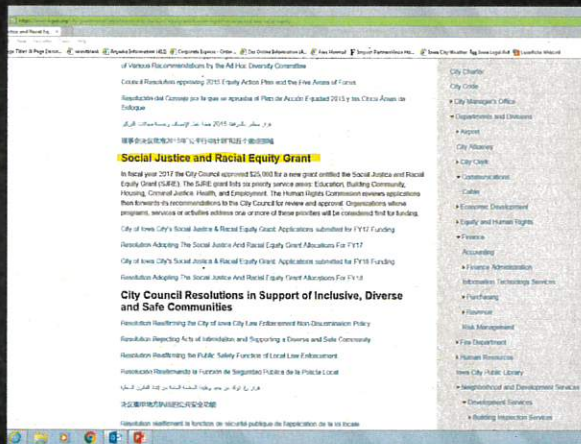 of Various Recommendations by the Ad Hoc Diversity Committee
Council Resolution approving 2015 Equity Action Plan and the Five Areas of Focus
Resolución del Consejo por la que se aprueba el Plan de Acción Equidad 2015 y las Cinco Áreas de
Enfoque
Social Justice and Racial Equity Grant
In fiscal year 2017 the City Council approved $25,000 for a new grant entitled the Social Justice and Racial
Equity Grant (SJRE). The SJRE grant lists six priority service areas: Education, Building Community,
Housing, Criminal Justice, Health, and Employment. The Human Rights Commission reviews applications
then forwards its recommendations to the City Council for review and approval. Organizations whose
programs, services or activities address one or more of these priorities will be considered first for funding.
City of Iowa City's Social Justice & Racial Equity Grant: Applications submitted for FY17 Funding
Resolution Adopting The Social Justice And Racial Equity Grant Allocations For FY17
City of Iowa City's Social Justice & Racial Equity Grant: Applications submitted for FY18 Funding
Resolution Adopting The Social Justice And Racial Equity Grant Allocations For FY18
City Council Resolutions in Support of Inclusive, Diverse
and Safe Communities
Resolution Reaffirming the City of Iowa City Law Enforcement Non-Discrimination Policy
Resolution Rejecting Acts of Intimidation and Supporting a Diverse and Safe Community
Resolution Reaffirming the Public Safety Function of Local Law Enforcement
Resolución Reafirmando la Función de Seguridad Pública de la Policía Local
Résolution réaffirmant la fonction de sécurité publique de l'application de la loi locale
City Charter
City Code
City Manager's Office
Departments and Divisions
Airport
City Attorney
City Clerk
Communications
Cable
Economic Development
Equity and Human Rights
Finance
Accounting
Finance Administration
Information Technology Services
Purchasing
Revenue
Risk Management
Fire Department
Human Resources
Iowa City Public Library
Neighborhood and Development Services
Development Services
Building Inspection Services